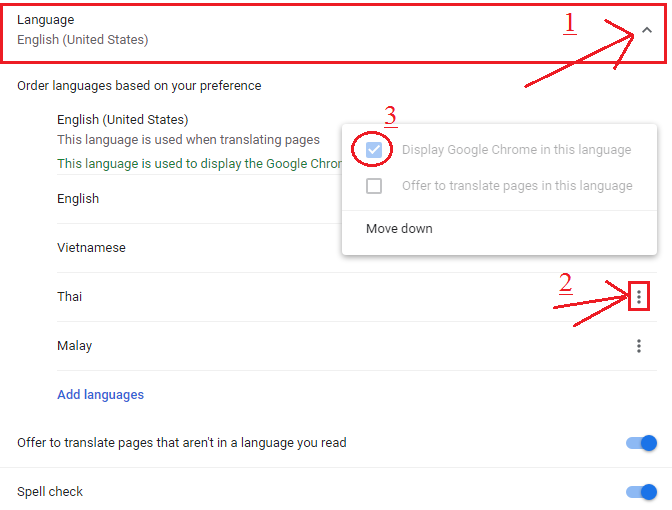 Language
English (United States)
1
Order languages based on your preference
English (United States)
This language is used when translating pages
This language is used to display the Google Chrom
3
Display Google Chrome in this language
Offer to translate pages in this language
Move down
English
Vietnamese
Thai
2
Malay
Add languages
Offer to translate pages that aren't in a language you read
Spell check